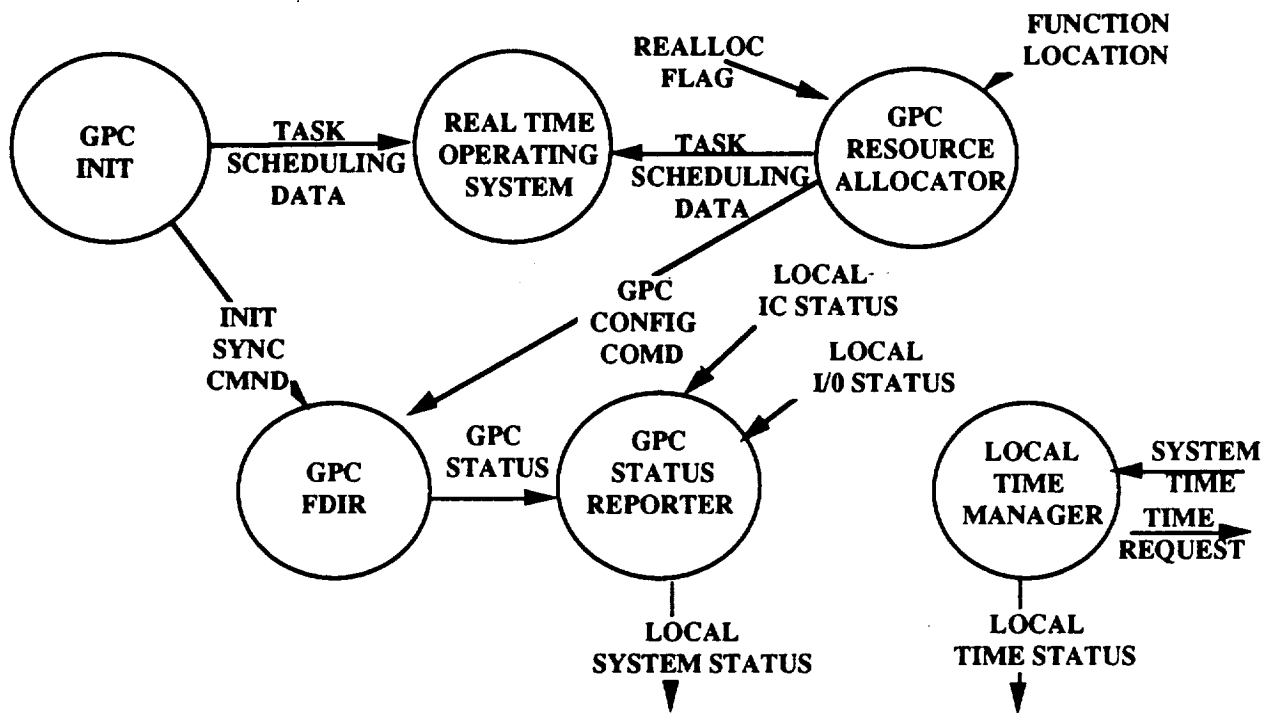 FUNCTION
LOCATION
REALLOC
FLAG
GPC
INIT
TASK
SCHEDULING
DATA
REAL TIME
OPERATING
SYSTEM
TASK
SCHEDULING
DATA
GPC
RESOURCE
ALLOCATOR
INIT
SYNC
CMND
GPC
CONFIG
COMD
LOCAL
IC STATUS
LOCAL
I/0 STATUS
GPC
FDIR
GPC
STATUS
GPC
STATUS
REPORTER
LOCAL
TIME
MANAGER
SYSTEM
TIME
TIME
REQUEST
LOCAL
SYSTEM STATUS
LOCAL
TIME STATUS